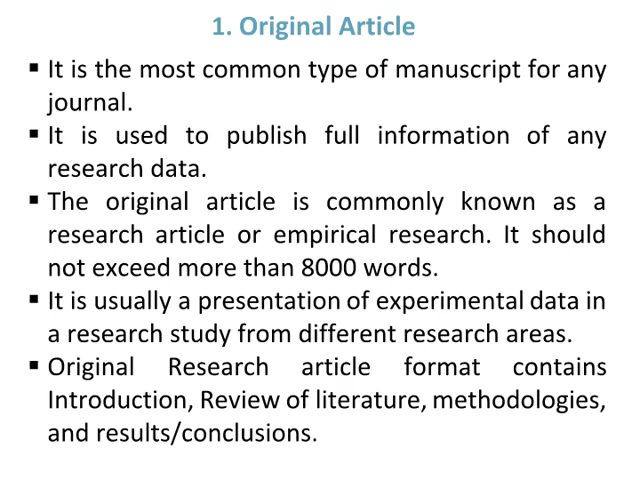 1. Original Article
▪ It is the most common type of manuscript for any
journal.
▪ It is used to publish full information of any
research data.
▪ The original article is commonly known as a
research article or empirical research. It should
not exceed more than 8000 words.
▪ It is usually a presentation of experimental data in
a research study from different research areas.
▪ Original Research article format contains
Introduction, Review of literature, methodologies,
and results/conclusions.